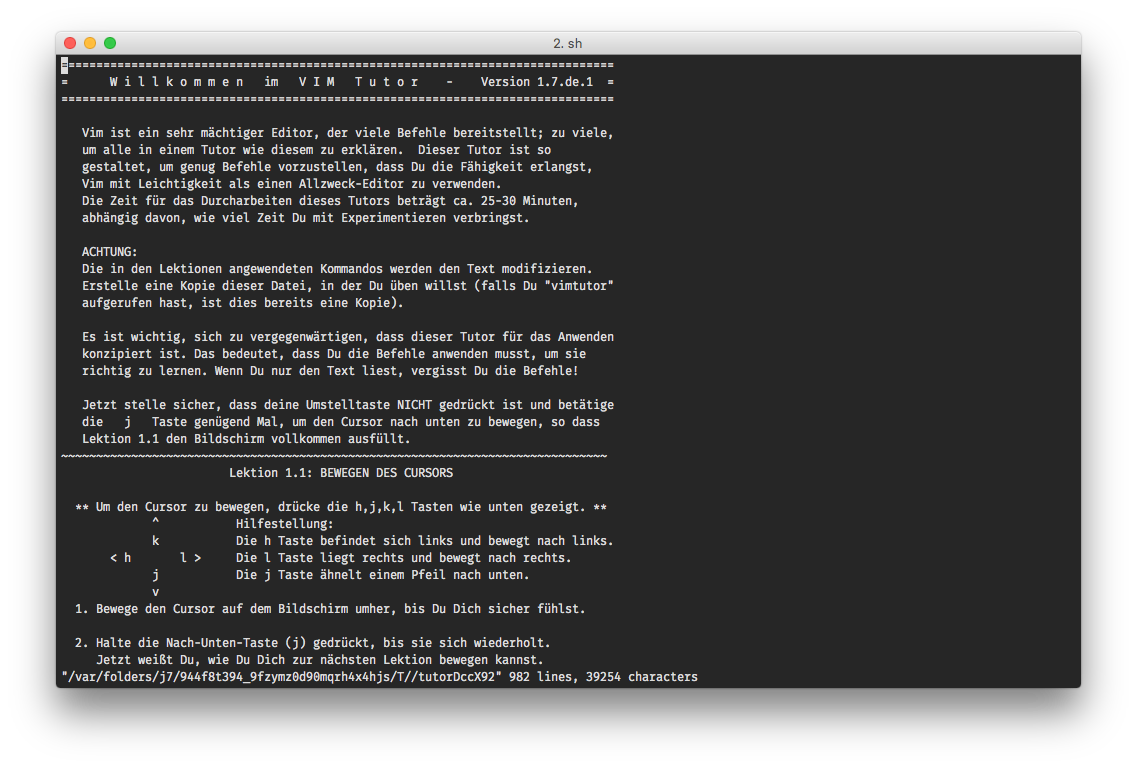 2. sh
==============================================================================
=      W i l l k o m m e n   im   V I M   T u t o r    -    Version 1.7.de.1  =
==============================================================================
   Vim ist ein sehr mächtiger Editor, der viele Befehle bereitstellt; zu viele,
   um alle in einem Tutor wie diesem zu erklären.  Dieser Tutor ist so
   gestaltet, um genug Befehle vorzustellen, dass Du die Fähigkeit erlangst,
   Vim mit Leichtigkeit als einen Allzweck-Editor zu verwenden.
   Die Zeit für das Durcharbeiten dieses Tutors beträgt ca. 25-30 Minuten,
   abhängig davon, wie viel Zeit Du mit Experimentieren verbringst.
   ACHTUNG:
   Die in den Lektionen angewendeten Kommandos werden den Text modifizieren.
   Erstelle eine Kopie dieser Datei, in der Du üben willst (falls Du "vimtutor"
   aufgerufen hast, ist dies bereits eine Kopie).
   Es ist wichtig, sich zu vergegenwärtigen, dass dieser Tutor für das Anwenden
   konzipiert ist. Das bedeutet, dass Du die Befehle anwenden musst, um sie
   richtig zu lernen. Wenn Du nur den Text liest, vergisst Du die Befehle!
   Jetzt stelle sicher, dass deine Umstelltaste NICHT gedrückt ist und betätige
   die   j   Taste genügend Mal, um den Cursor nach unten zu bewegen, so dass
   Lektion 1.1 den Bildschirm vollkommen ausfüllt.
~~~~~~~~~~~~~~~~~~~~~~~~~~~~~~~~~~~~~~~~~~~~~~~~~~~~~~~~~~~~~~~~~~~~~~~~~~~~~~
                        Lektion 1.1: BEWEGEN DES CURSORS
  ** Um den Cursor zu bewegen, drücke die h,j,k,l Tasten wie unten gezeigt. **
             ^           Hilfestellung:
             k           Die h Taste befindet sich links und bewegt nach links.
       < h       l >     Die l Taste liegt rechts und bewegt nach rechts.
             j           Die j Taste ähnelt einem Pfeil nach unten.
             v
  1. Bewege den Cursor auf dem Bildschirm umher, bis Du Dich sicher fühlst.
  2. Halte die Nach-Unten-Taste (j) gedrückt, bis sie sich wiederholt.
     Jetzt weißt Du, wie Du Dich zur nächsten Lektion bewegen kannst.
"/var/folders/j7/944f8t394_9fzymz0d90mqrh4x4hjs/T//tutorDccX92" 982 lines, 39254 characters